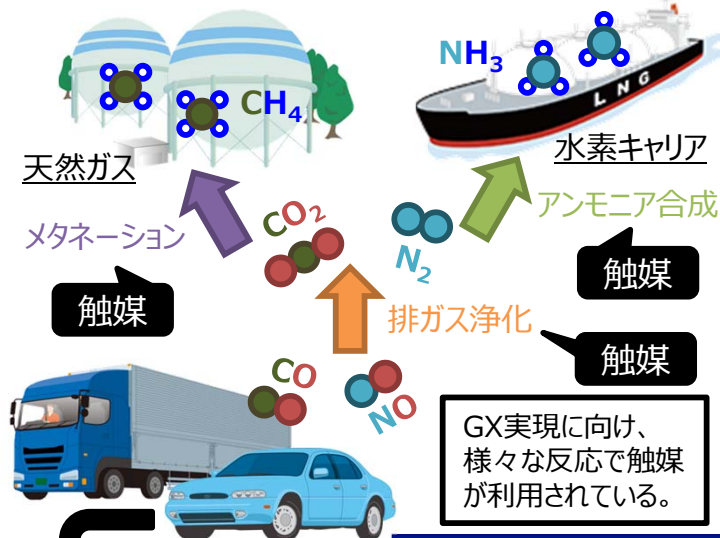 NH3
CH4
LNG
天然ガス
水素キャリア
メタネーション
CO2
N2
アンモニア合成
触媒
触媒
排ガス浄化
触媒
CO
NO
GX実現に向け、
様々な反応で触媒
が利用されている。